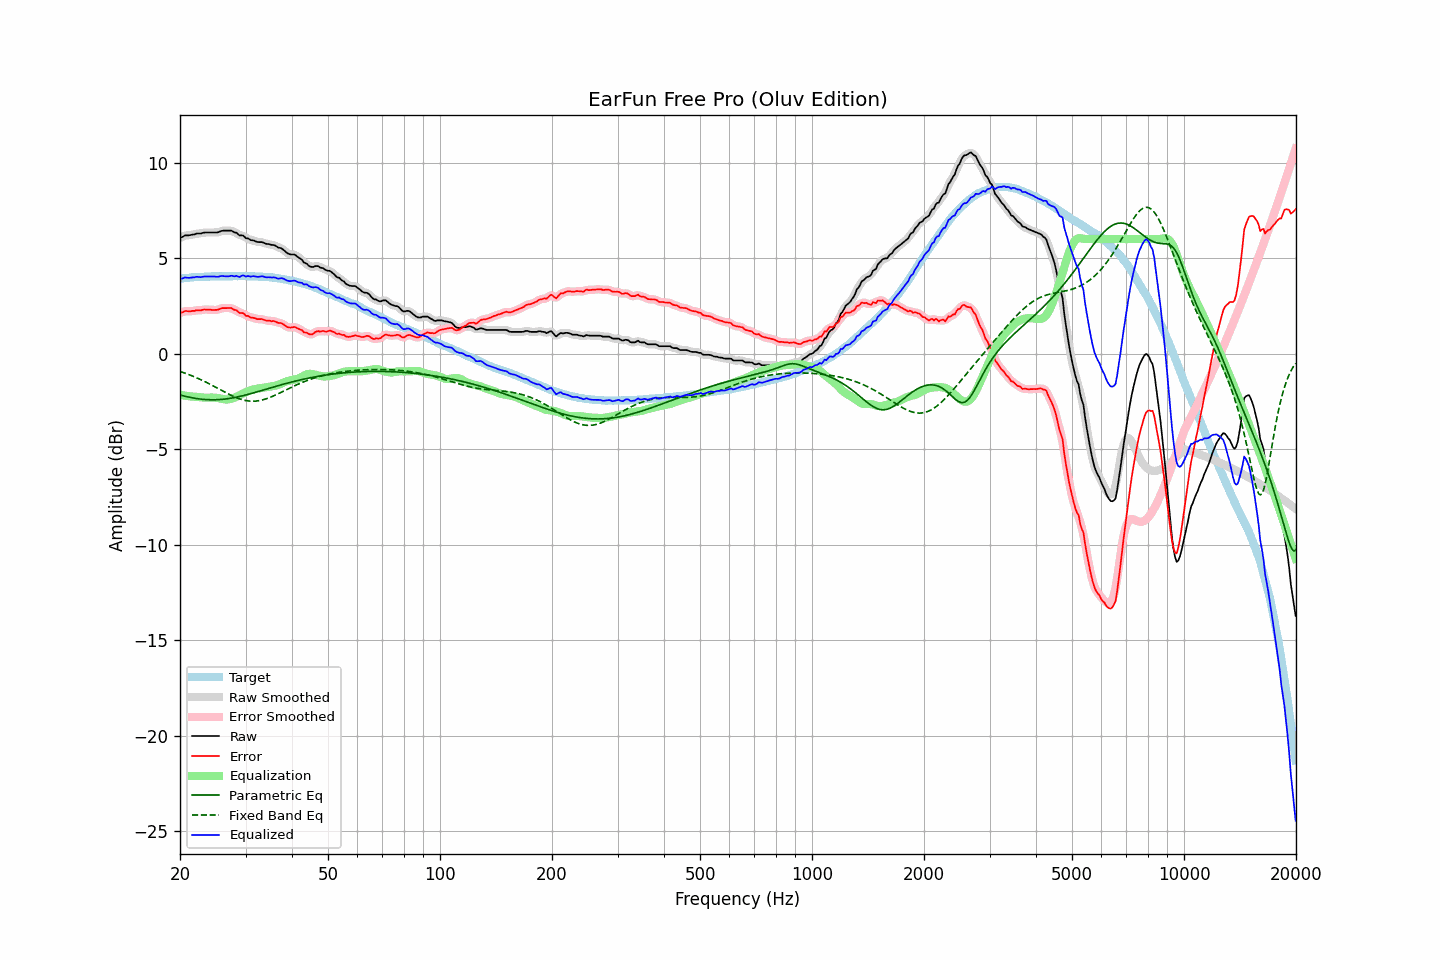 EarFun Free Pro (Oluv Edition)
10
5
0
−5
−10
−15
−20
−25
Amplitude (dBr)
Target
Raw Smoothed
Error Smoothed
Raw
Error
Equalization
Parametric Eq
Fixed Band Eq
Equalized
20 50 100 200 500 1000 2000 5000 10000 20000
Frequency (Hz)